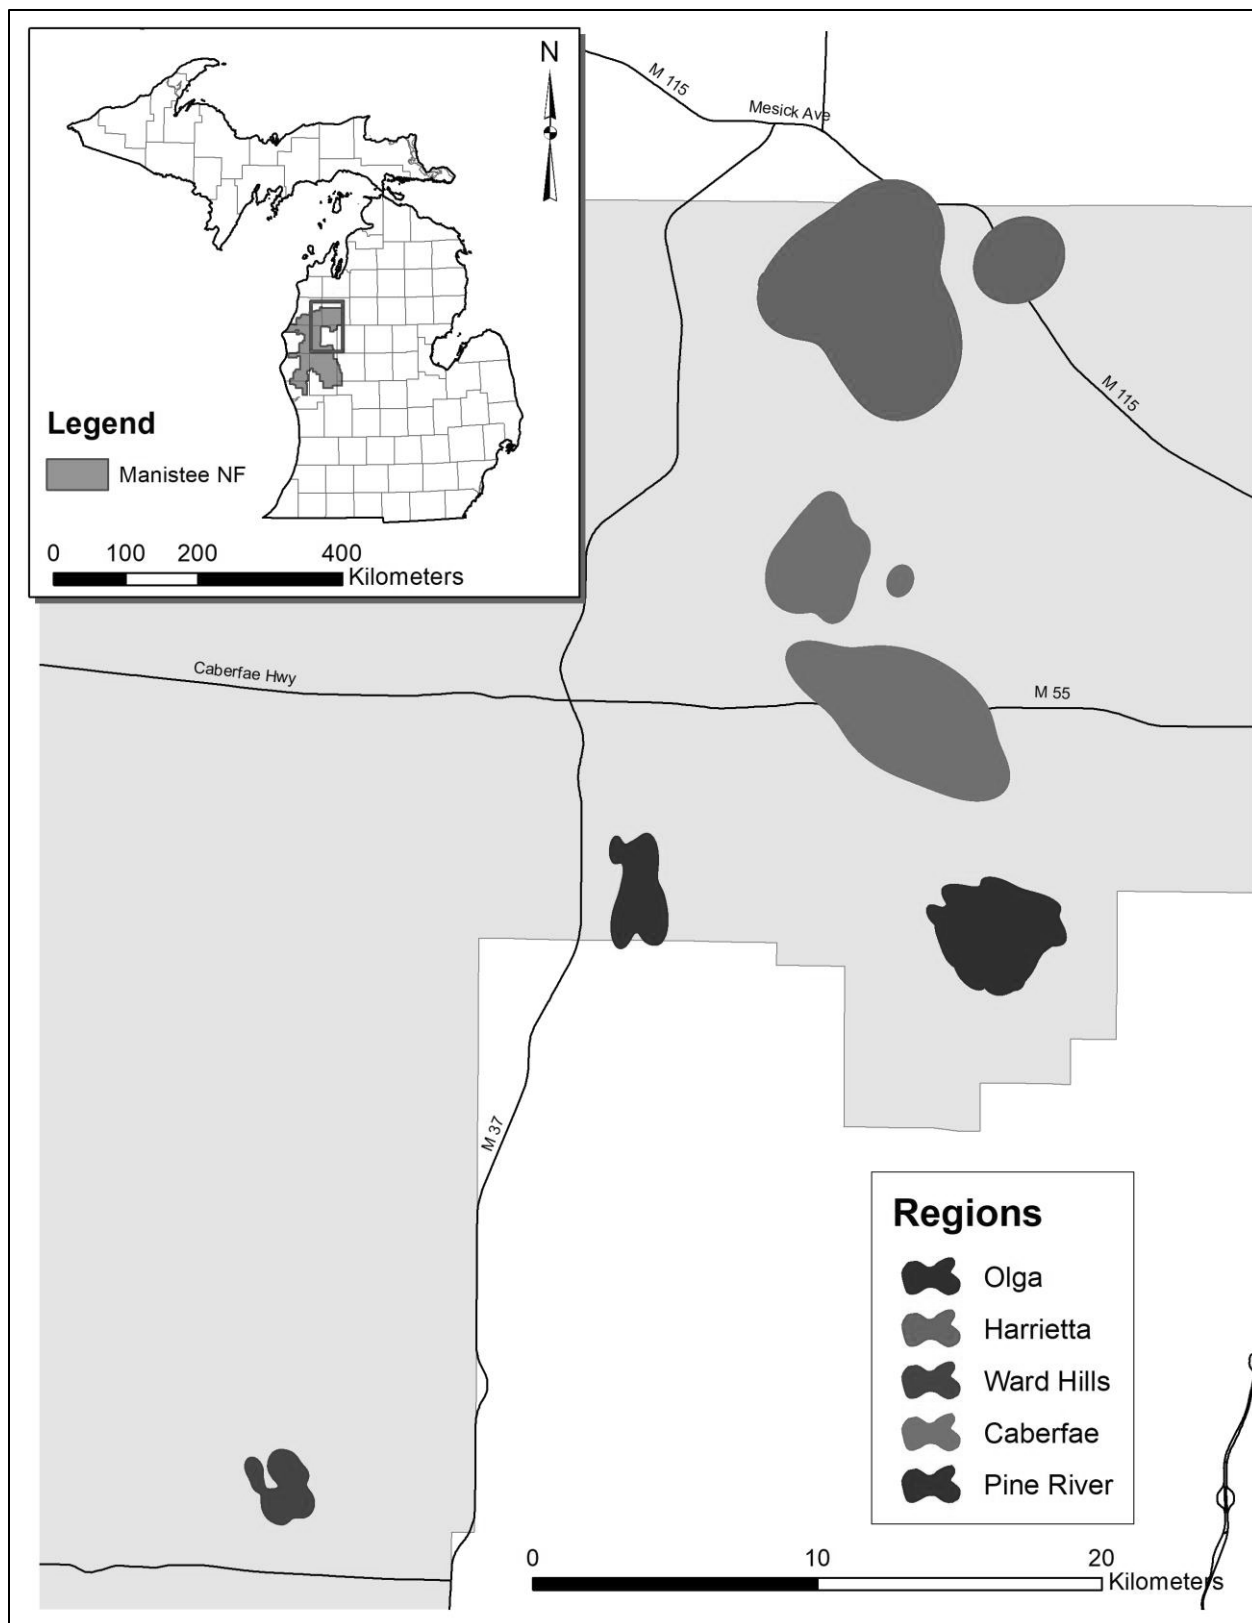 N
Legend
Manistee NF
0 100 200 400
Kilometers
M 115
Mesick Ave
M 115
Caberfae Hwy
M 55
M 37
Regions
Olga
Harrietta
Ward Hills
Caberfae
Pine River
0 10 20
Kilometers